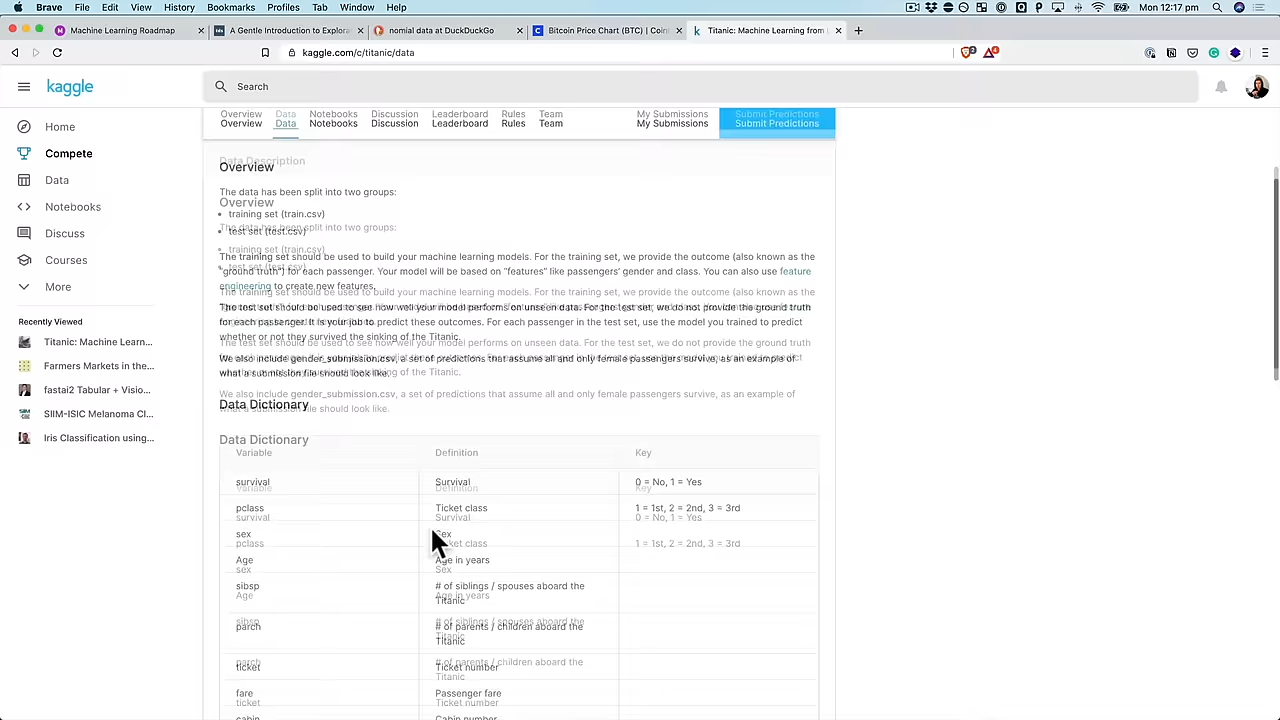 Brave File Edit View History Bookmarks Profiles Tab Window Help Mon 12:17 pm
Machine Learning Roadmap
A Gentle Introduction to Explora
nomial data at DuckDuckGo
Bitcoin Price Chart (BTC) | Coin
Titanic: Machine Learning from
kaggle.com/c/titanic/data
kaggle
Search
Home
Compete
Data
Notebooks
Discuss
Courses
More
Recently Viewed
Titanic: Machine Learn...
Farmers Markets in the...
fastai2 Tabular + Visio...
SIIM-ISIC Melanoma Cl...
Iris Classification using...
Overview Data Notebooks Discussion Leaderboard Rules Team My Submissions Submit Predictions
Data Description
Overview
The data has been split into two groups:
training set (train.csv)
test set (test.csv)
The training set should be used to build your machine learning models. For the training set, we provide the outcome (also known as the
"ground truth") for each passenger. Your model will be based on "features" like passengers' gender and class. You can also use feature
engineering to create new features.
The test set should be used to see how well your model performs on unseen data. For the test set, we do not provide the ground truth
for each passenger. It is your job to predict these outcomes. For each passenger in the test set, use the model you trained to predict
whether or not they survived the sinking of the Titanic.
We also include gender_submission.csv, a set of predictions that assume all and only female passengers survive, as an example of
what a submission file should look like.
Data Dictionary
Variable Definition Key
survival Survival 0 = No, 1 = Yes
pclass Ticket class 1 = 1st, 2 = 2nd, 3 = 3rd
sex Sex
Age Age in years
sibsp # of siblings / spouses aboard the
Titanic
parch # of parents / children aboard the
Titanic
ticket Ticket number
fare Passenger fare
cabin Cabin number